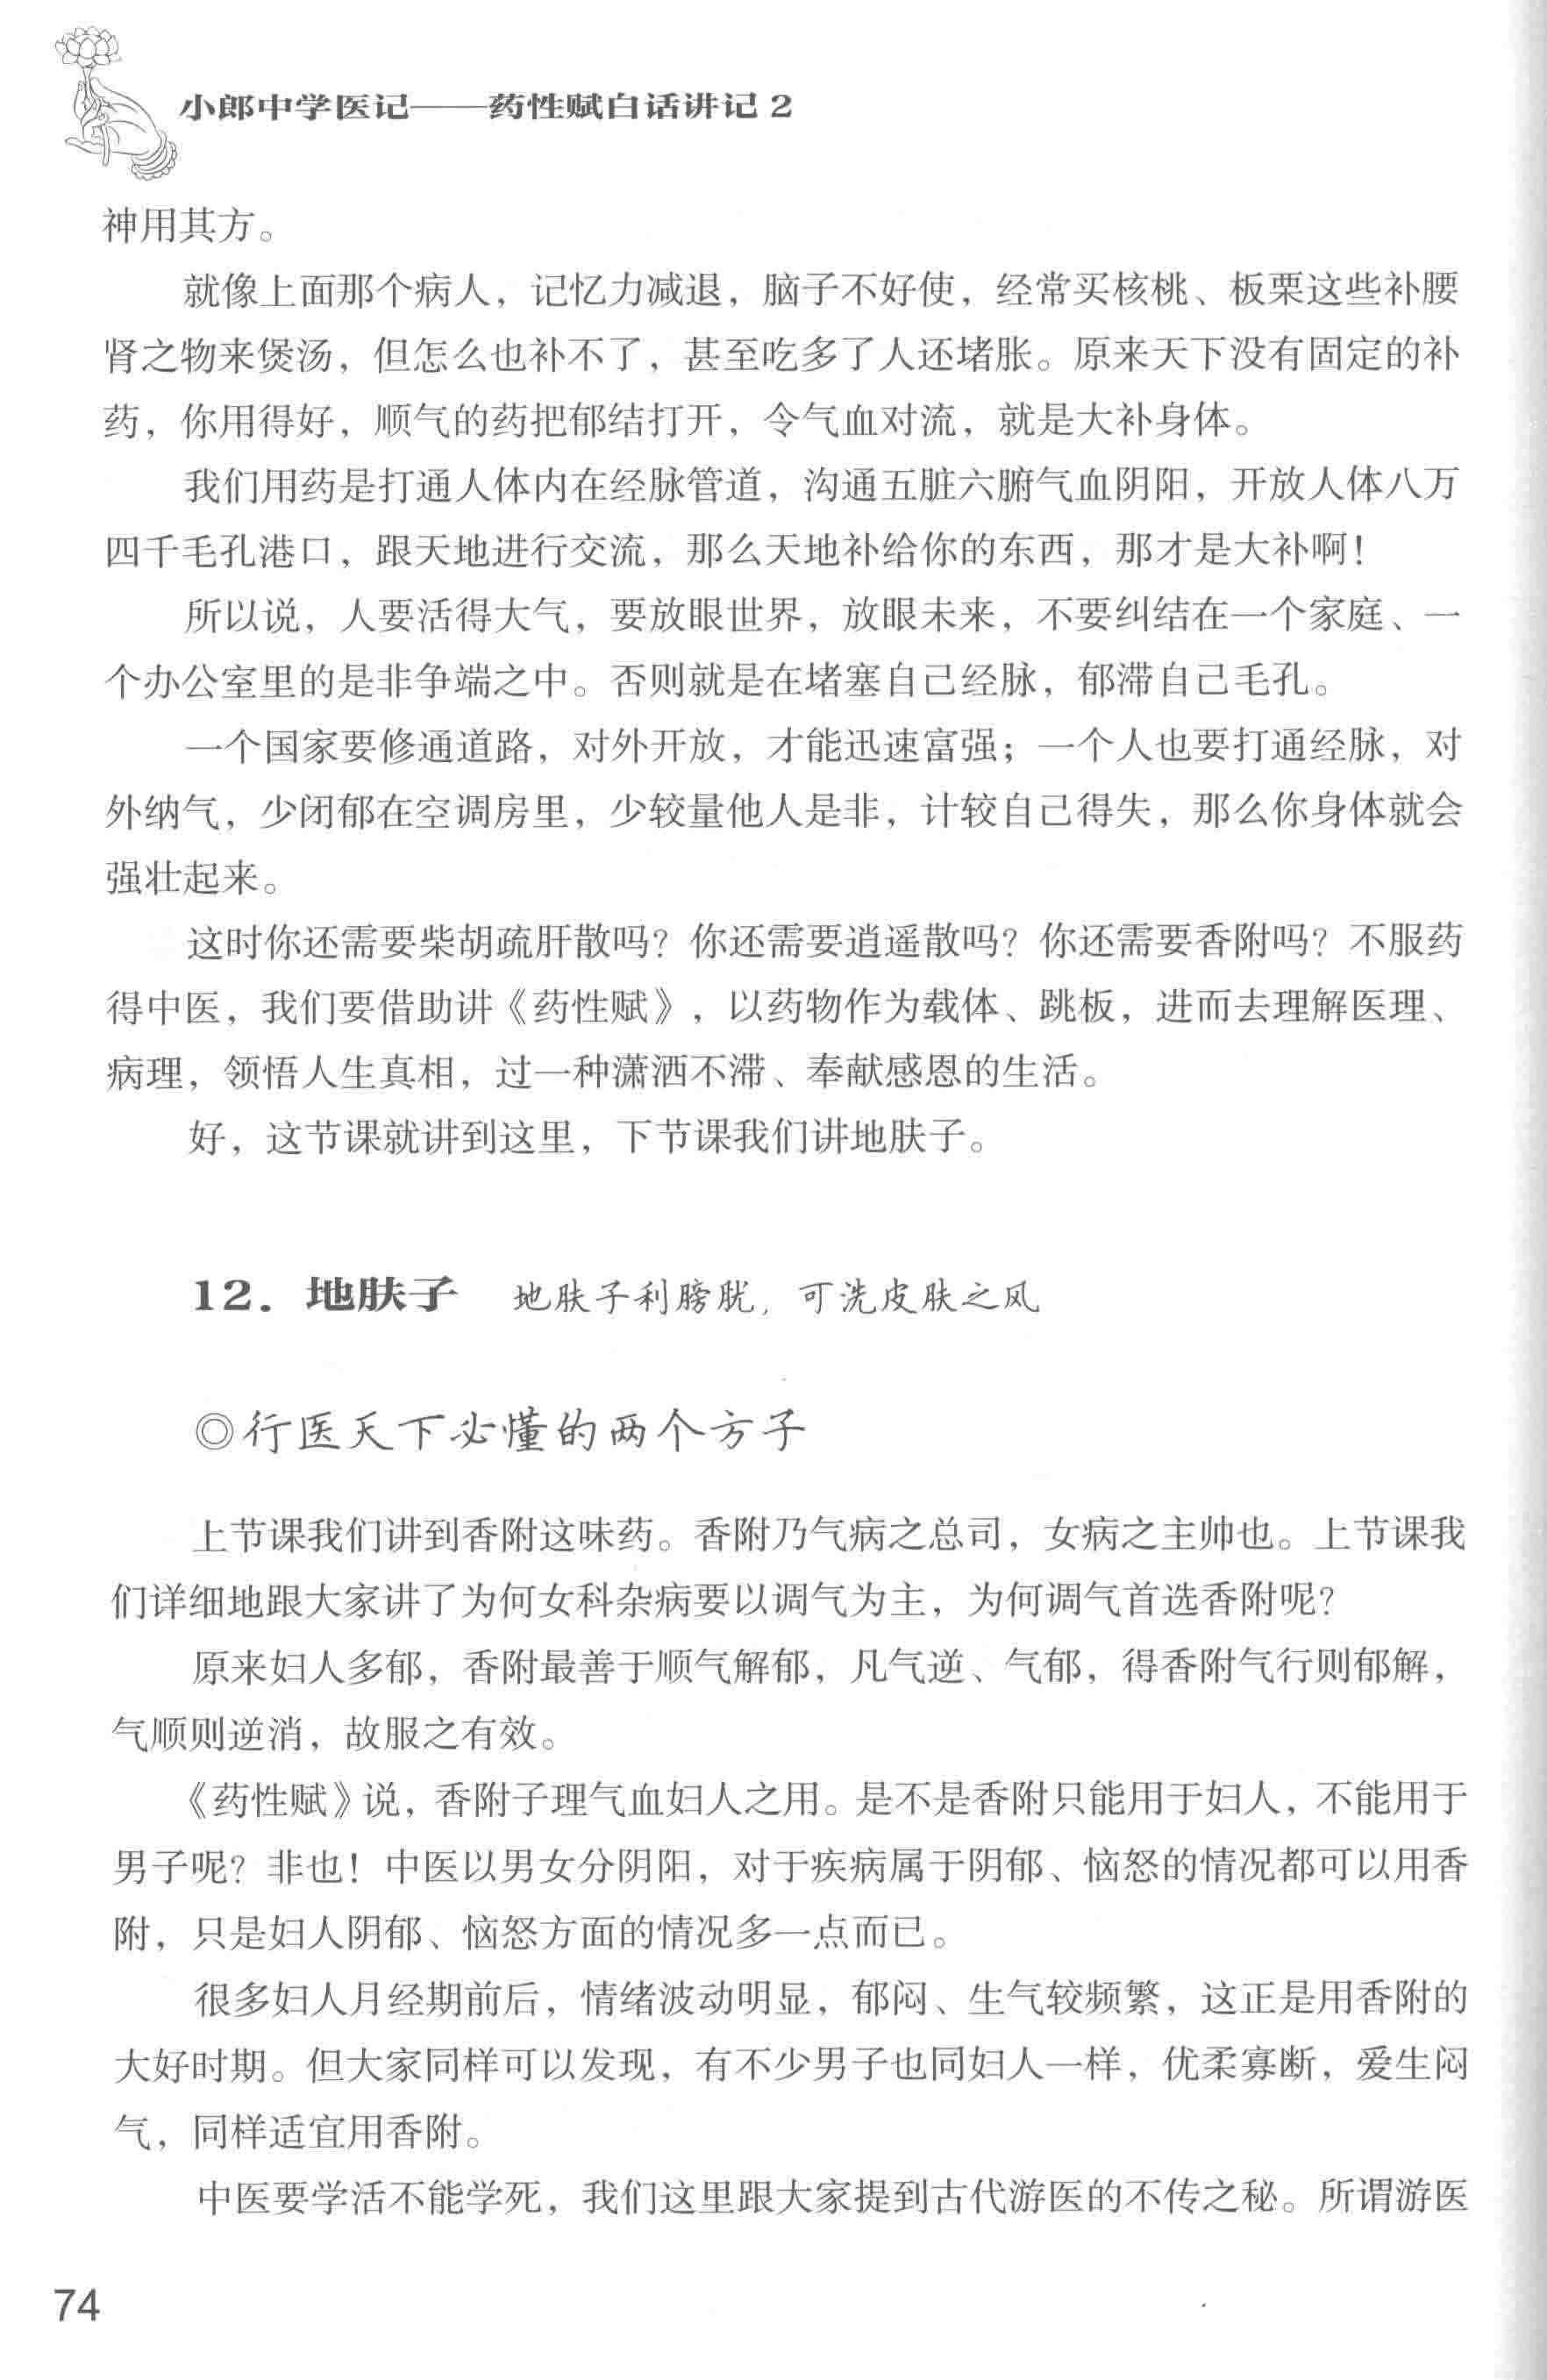 小郎中学医记——药性赋白话讲记2
神用其方。
就像上面那个病人，记忆力减退，脑子不好使，经常买核桃、板栗这些补腰
肾之物来煲汤，但怎么也补不了，甚至吃多了人还堵胀。原来天下没有固定的补
药，你用得好，顺气的药把郁结打开，令气血对流，就是大补身体。
我们用药是打通人体内在经脉管道，沟通五脏六腑气血阴阳，开放人体八万
四千毛孔港口，跟天地进行交流，那么天地补给你的东西，那才是大补啊！
所以说，人要活得大气，要放眼世界，放眼未来，不要纠结在一个家庭、一
个办公室里的是非争端之中。否则就是在堵塞自己经脉，郁滞自己毛孔。
一个国家要修通道路，对外开放，才能迅速富强；一个人也要打通经脉，对
外纳气，少闭郁在空调房里，少较量他人是非，计较自己得失，那么你身体就会
强壮起来。
这时你还需要柴胡疏肝散吗？你还需要逍遥散吗？你还需要香附吗？不服药
得中医，我们要借助讲《药性赋》，以药物作为载体、跳板，进而去理解医理、
病理，领悟人生真相，过一种潇洒不滞、奉献感恩的生活。
好，这节课就讲到这里，下节课我们讲地肤子。
12．地肤子 地肤子利膀胱，可洗皮肤之风
◎行医天下必懂的两个方子
上节课我们讲到香附这味药。香附乃气病之总司，女病之主帅也。上节课我
们详细地跟大家讲了为何女科杂病要以调气为主，为何调气首选香附呢？
原来妇人多郁，香附最善于顺气解郁，凡气逆、气郁，得香附气行则郁解，
气顺则逆消，故服之有效。
《药性赋》说，香附子理气血妇人之用。是不是香附只能用于妇人，不能用于
男子呢？非也！中医以男女分阴阳，对于疾病属于阴郁、恼怒的情况都可以用香
附，只是妇人阴郁、恼怒方面的情况多一点而已。
很多妇人月经期前后，情绪波动明显，郁闷、生气较频繁，这正是用香附的
大好时期。但大家同样可以发现，有不少男子也同妇人一样，优柔寡断，爱生闷
气，同样适宜用香附。
中医要学活不能学死，我们这里跟大家提到古代游医的不传之秘。所谓游医
74